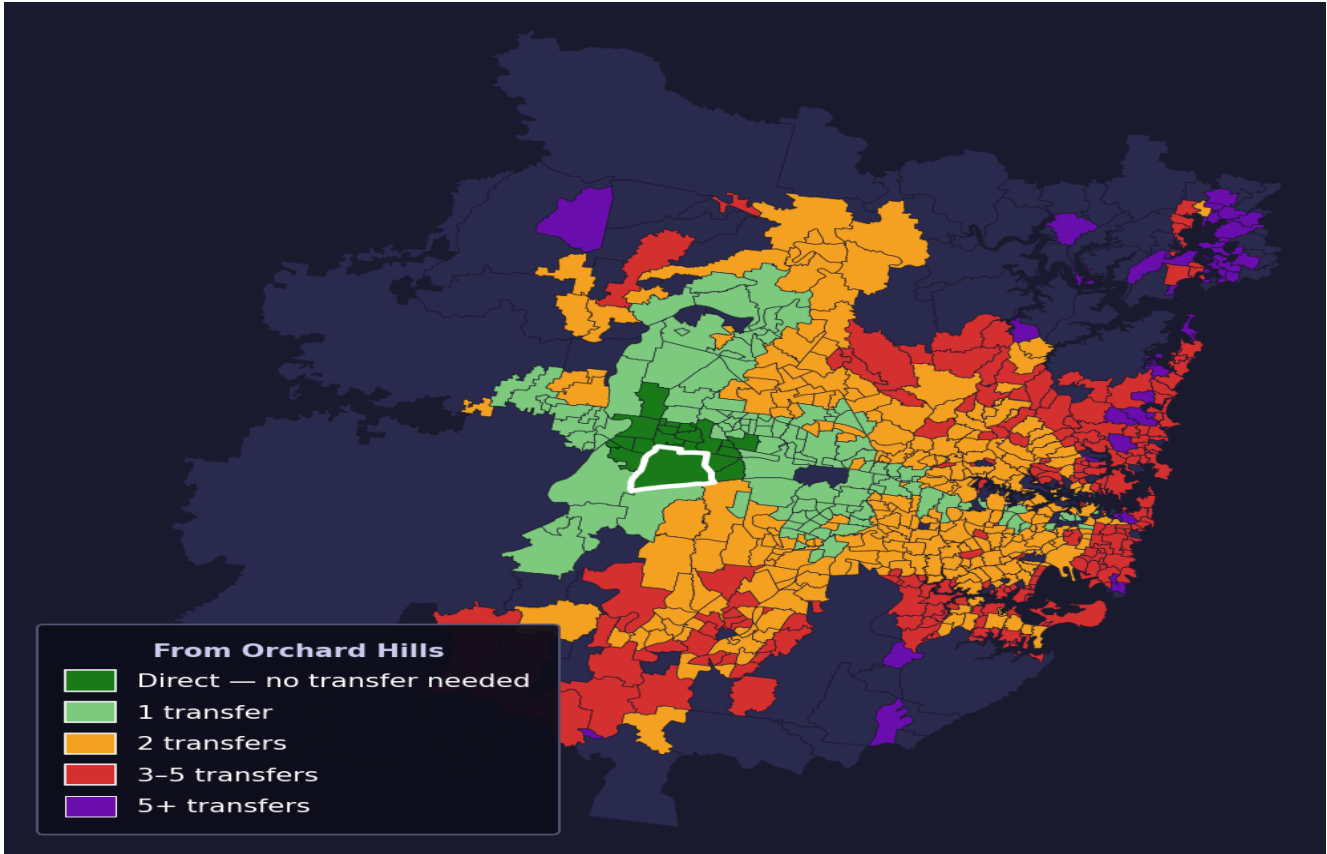 From Orchard Hills
Direct — no transfer needed
1 transfer
2 transfers
3–5 transfers
5+ transfers